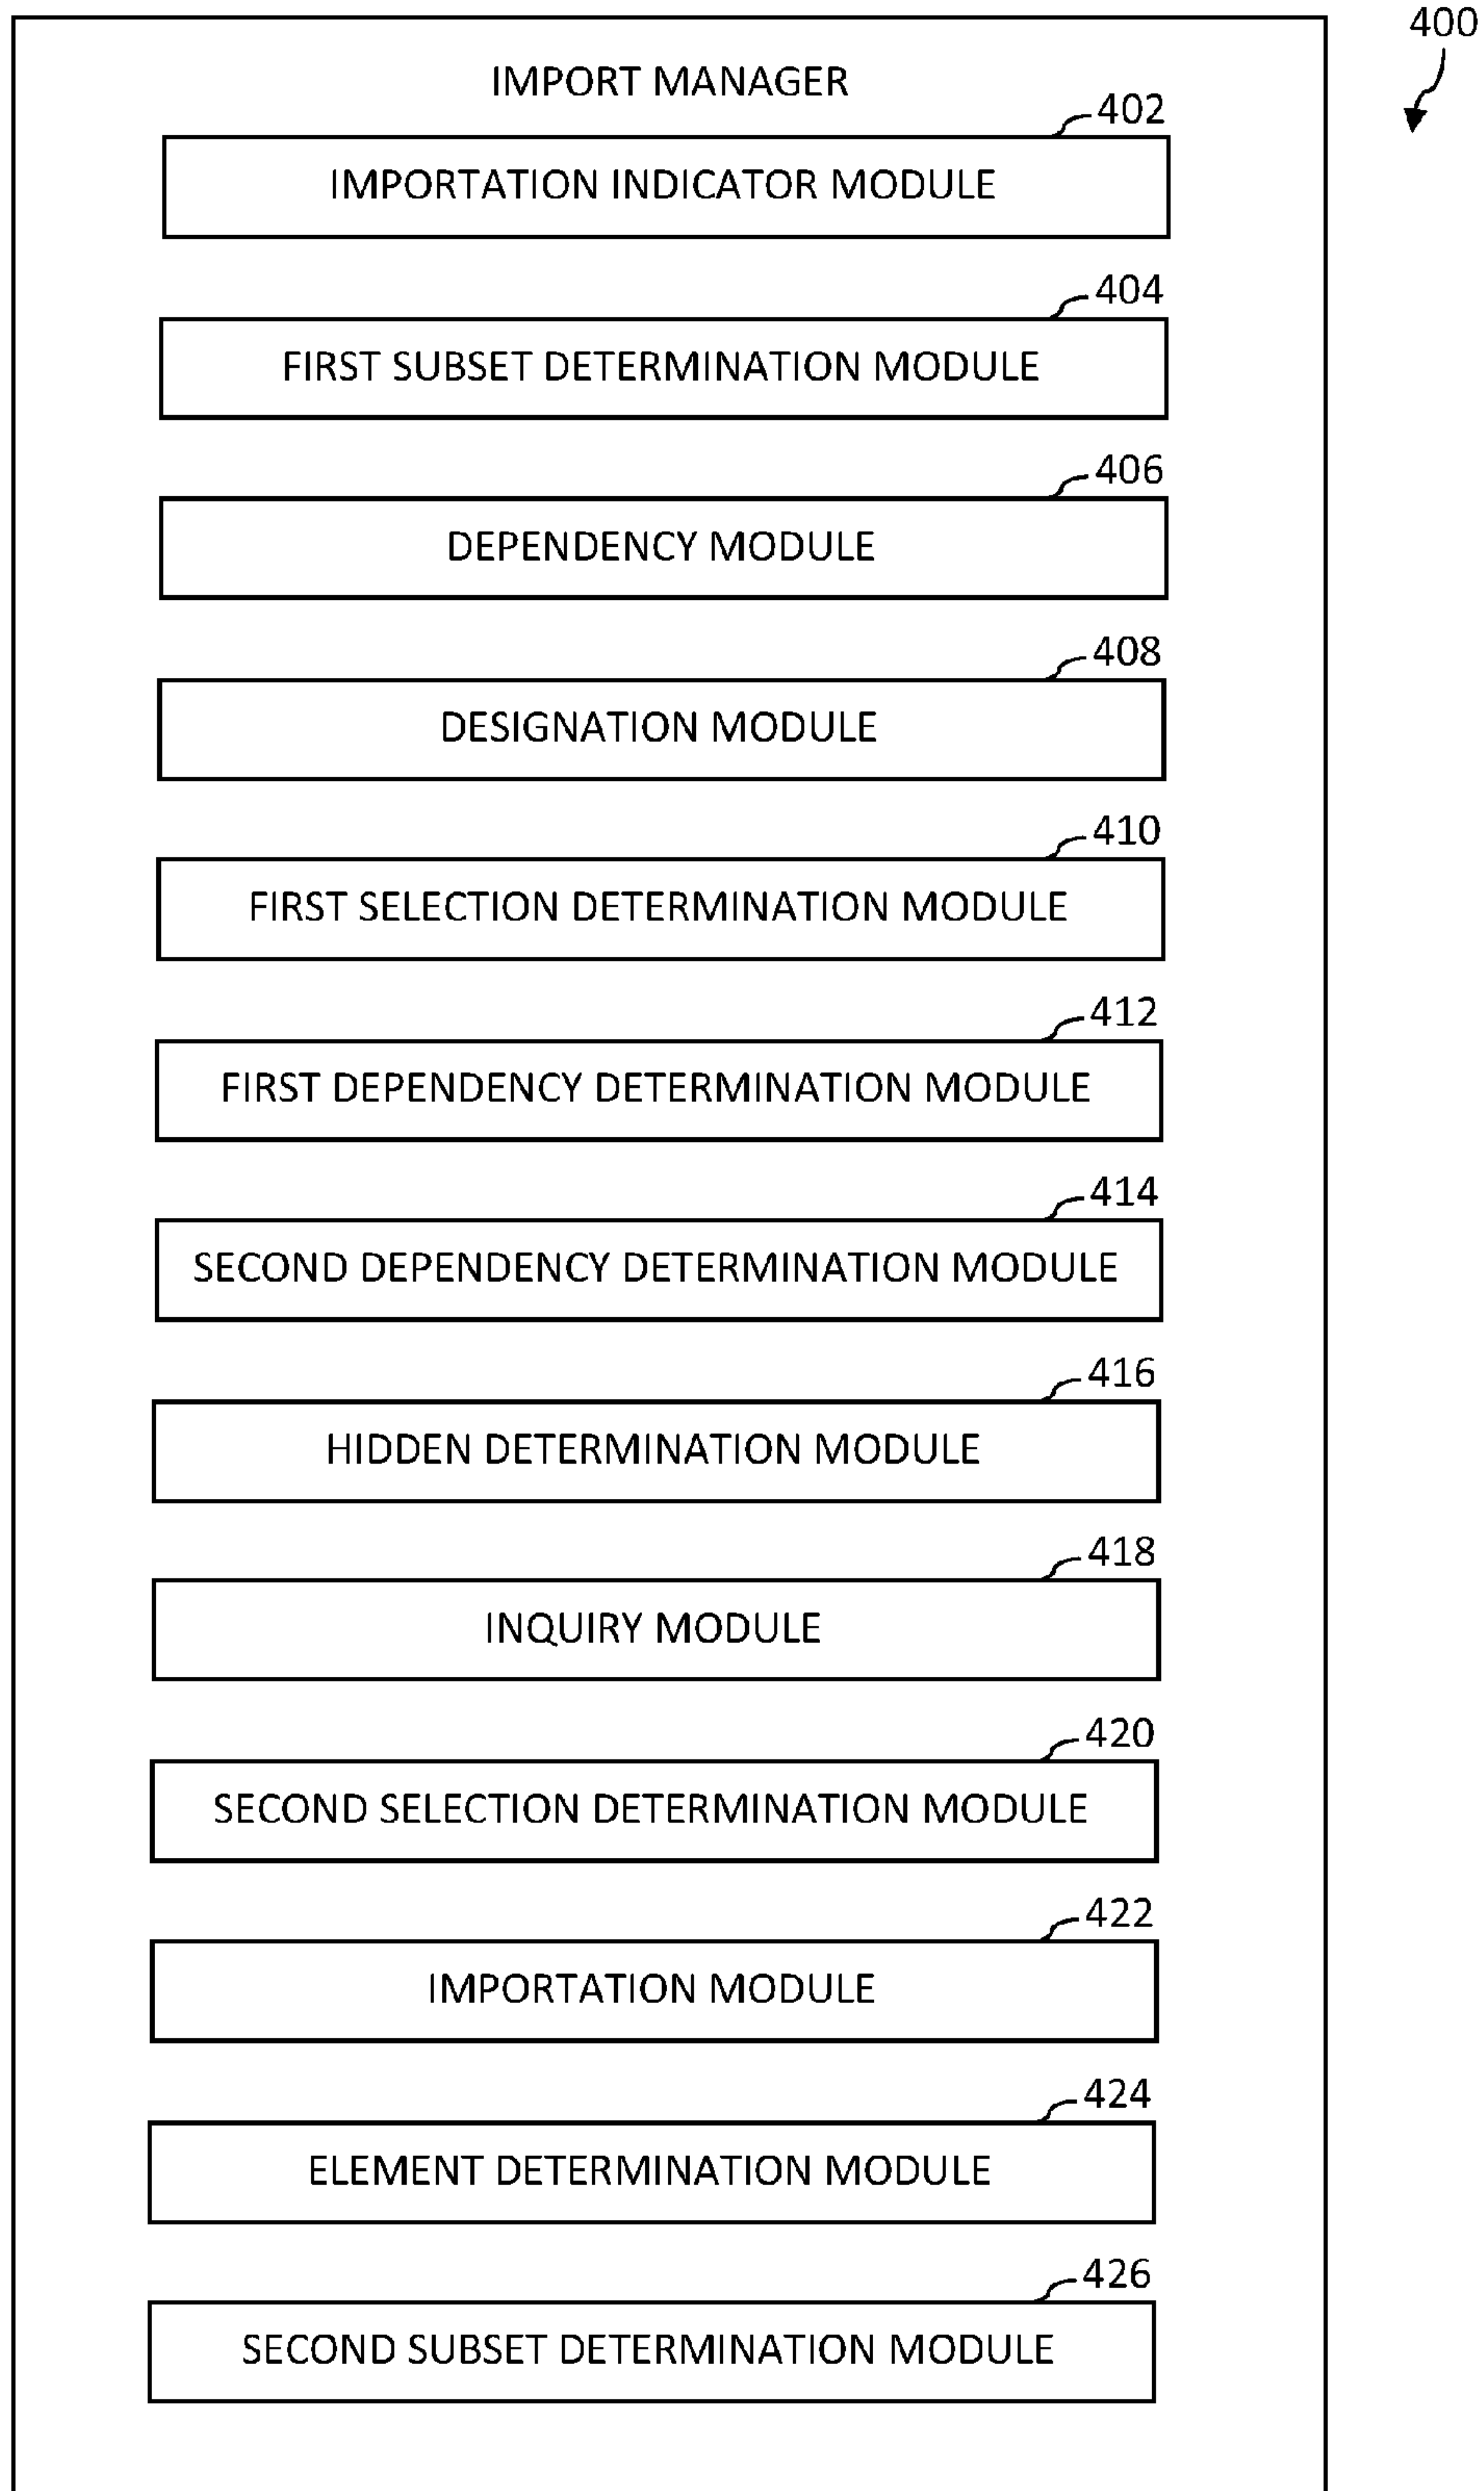 400
IMPORT MANAGER
402
IMPORTATION INDICATOR MODULE
404
FIRST SUBSET DETERMINATION MODULE
406
DEPENDENCY MODULE
408
DESIGNATION MODULE
410
FIRST SELECTION DETERMINATION MODULE
412
FIRST DEPENDENCY DETERMINATION MODULE
414
SECOND DEPENDENCY DETERMINATION MODULE
416
HIDDEN DETERMINATION MODULE
418
INQUIRY MODULE
420
SECOND SELECTION DETERMINATION MODULE
422
IMPORTATION MODULE
424
ELEMENT DETERMINATION MODULE
426
SECOND SUBSET DETERMINATION MODULE